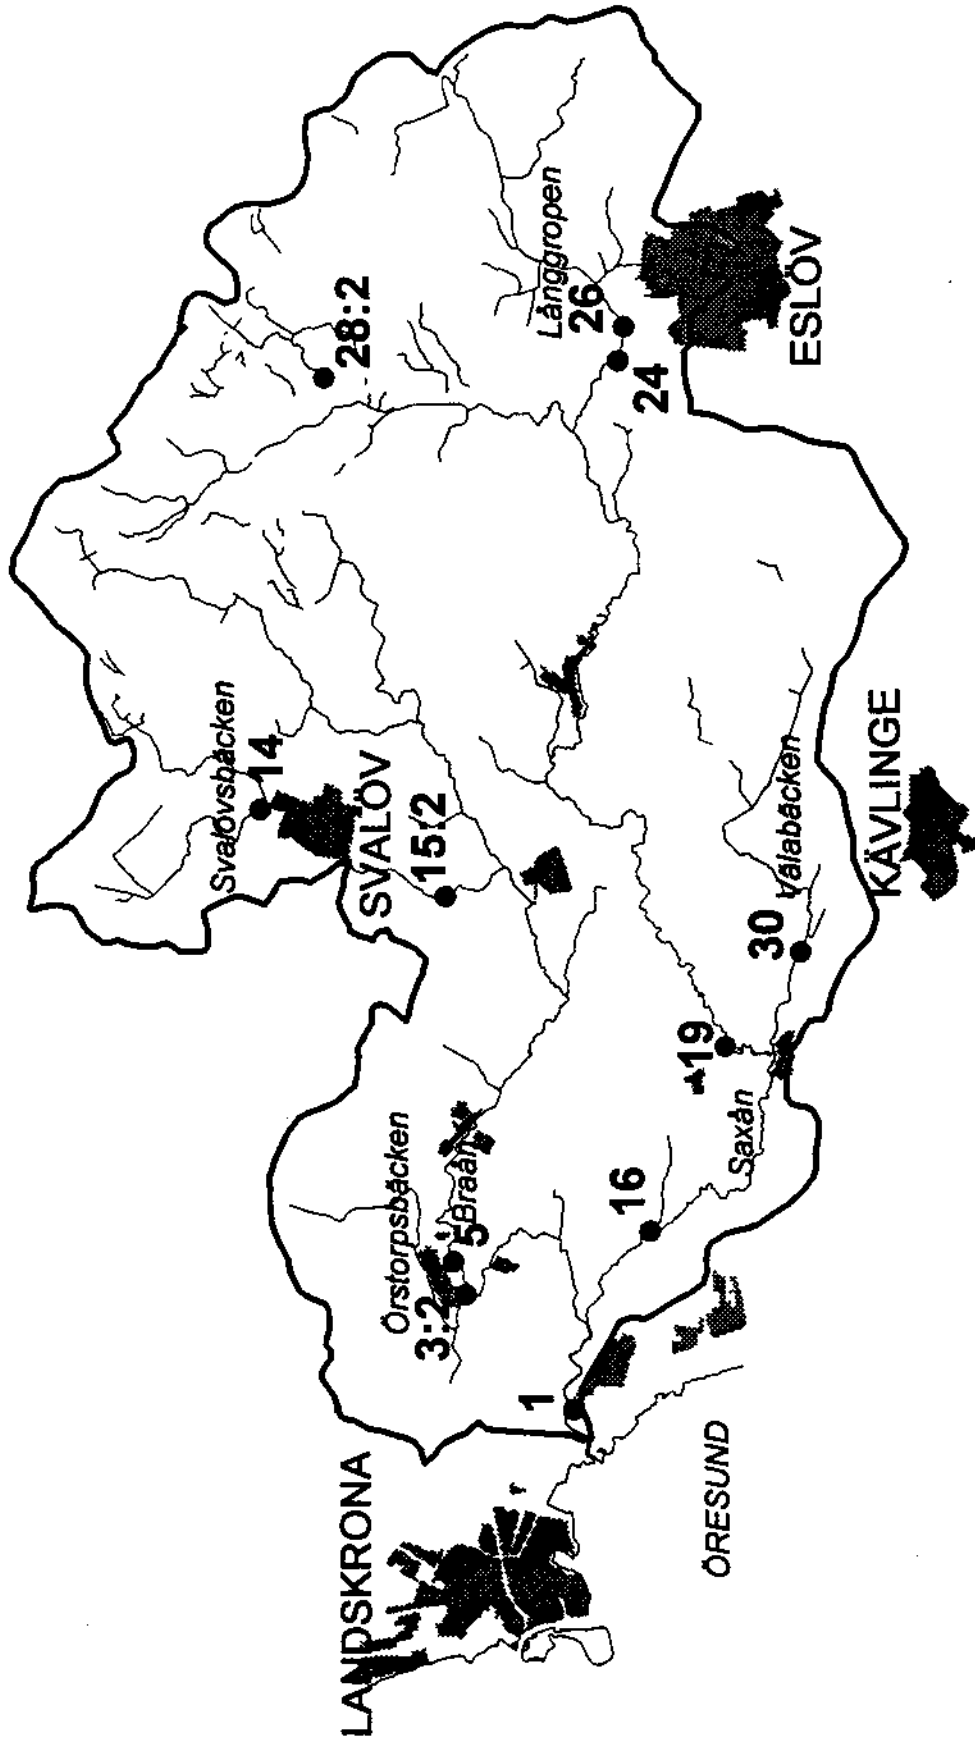 Svalövsbäcken
14
28:2
SVALÖV
15:2
LANDSKRONA
Örstorpsbäcken
3:2
5
Braån
Långgropen
26
24
1
16
19
Saxån
ÖRESUND
30
Välabäcken
ESLÖV
KÄVLINGE